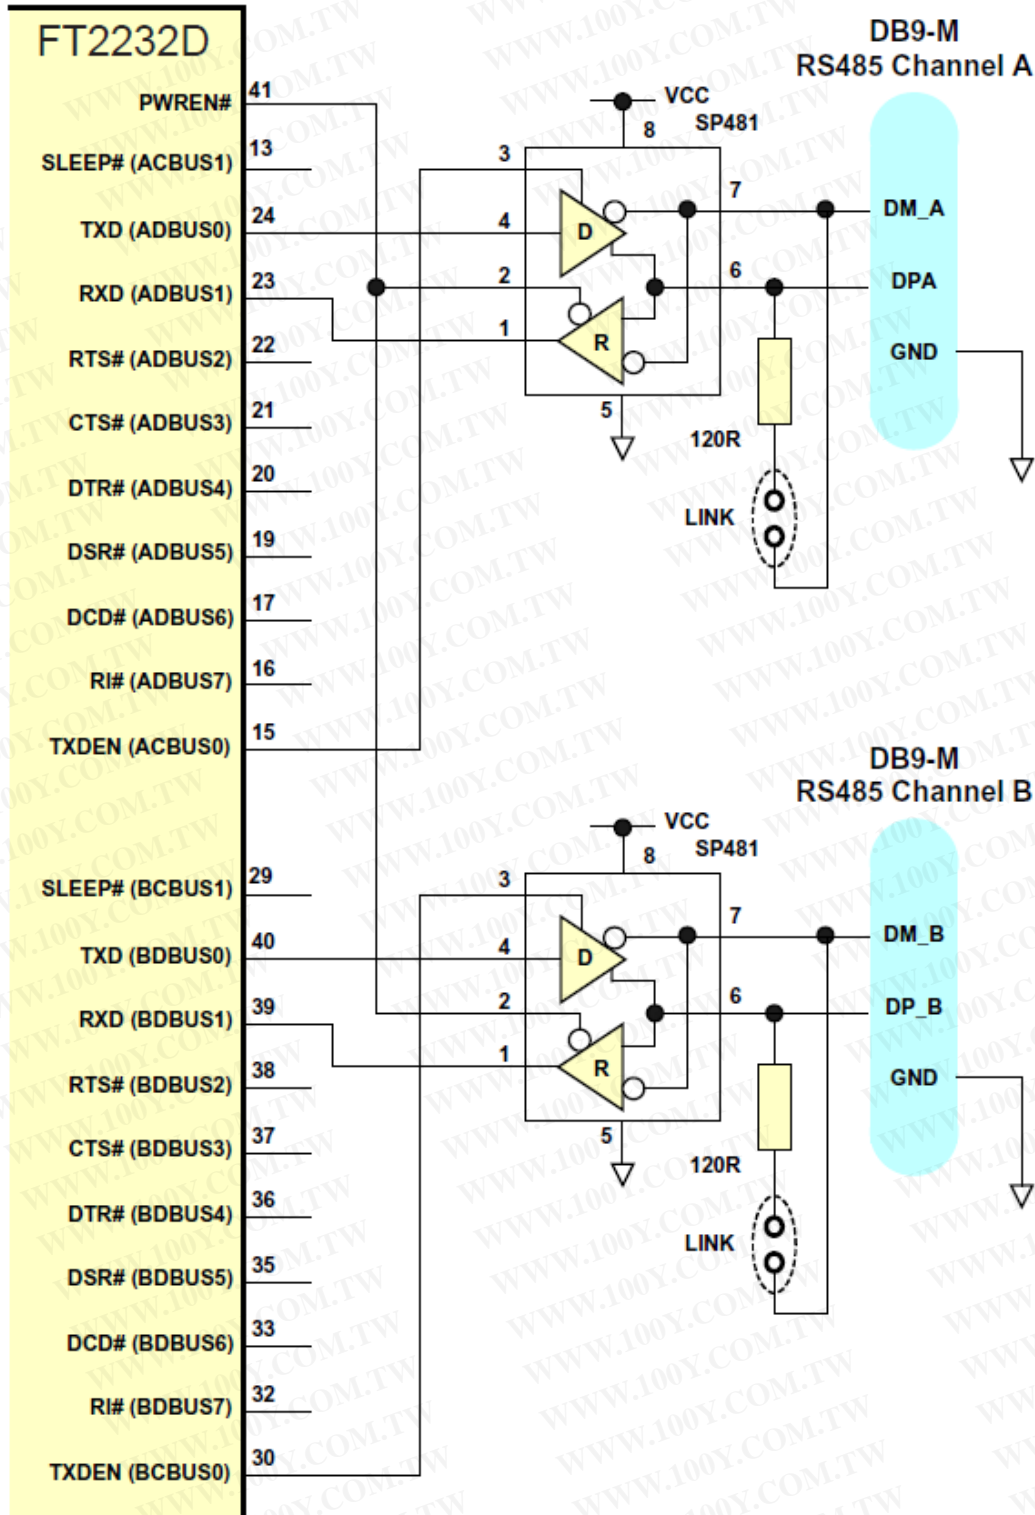 FT2232D
DB9-M
RS485 Channel A
PWREN# 41
VCC
SP481
8
SLEEP# (ACBUS1) 13
3
7
DM_A
TXD (ADBUS0) 24
4
D
2
6
DPA
RXD (ADBUS1) 23
1
R
GND
RTS# (ADBUS2) 22
5
CTS# (ADBUS3) 21
120R
DTR# (ADBUS4) 20
LINK
DSR# (ADBUS5) 19
DCD# (ADBUS6) 17
RI# (ADBUS7) 16
TXDEN (ACBUS0) 15
DB9-M
RS485 Channel B
VCC
SP481
8
SLEEP# (BCBUS1) 29
3
7
DM_B
TXD (BDBUS0) 40
4
D
2
6
DP_B
RXD (BDBUS1) 39
1
R
GND
RTS# (BDBUS2) 38
5
CTS# (BDBUS3) 37
120R
DTR# (BDBUS4) 36
LINK
DSR# (BDBUS5) 35
DCD# (BDBUS6) 33
RI# (BDBUS7) 32
TXDEN (BCBUS0) 30
WWW.100Y.COM.TW